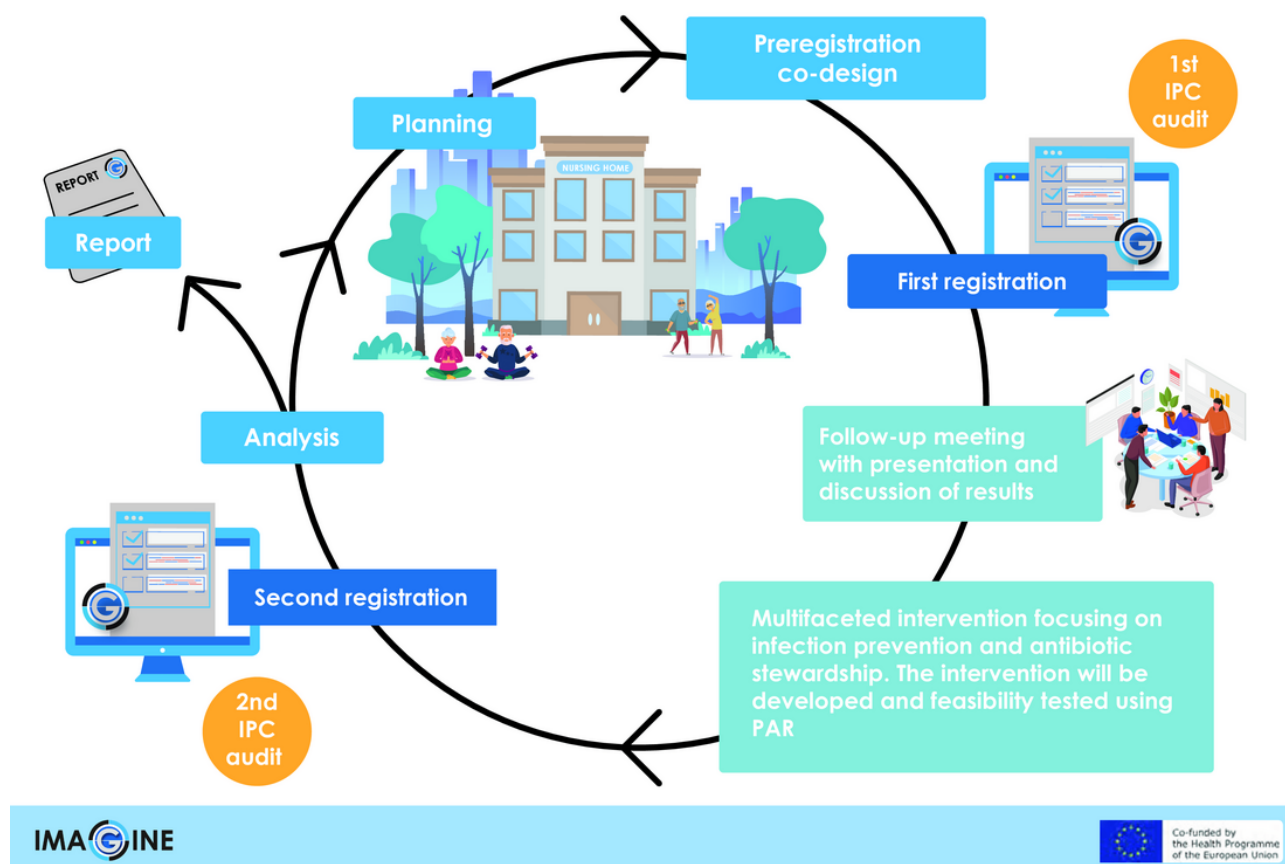 Preregistration
co-design
1st
IPC
audit
Planning
NURSING HOME
REPORT
Report
First registration
Follow-up meeting
with presentation and
discussion of results
Analysis
Second registration
Multifaceted intervention focusing on
infection prevention and antibiotic
stewardship. The intervention will be
developed and feasibility tested using
PAR
2nd
IPC
audit
IMAGINE
Co-funded by
the Health Programme
of the European Union